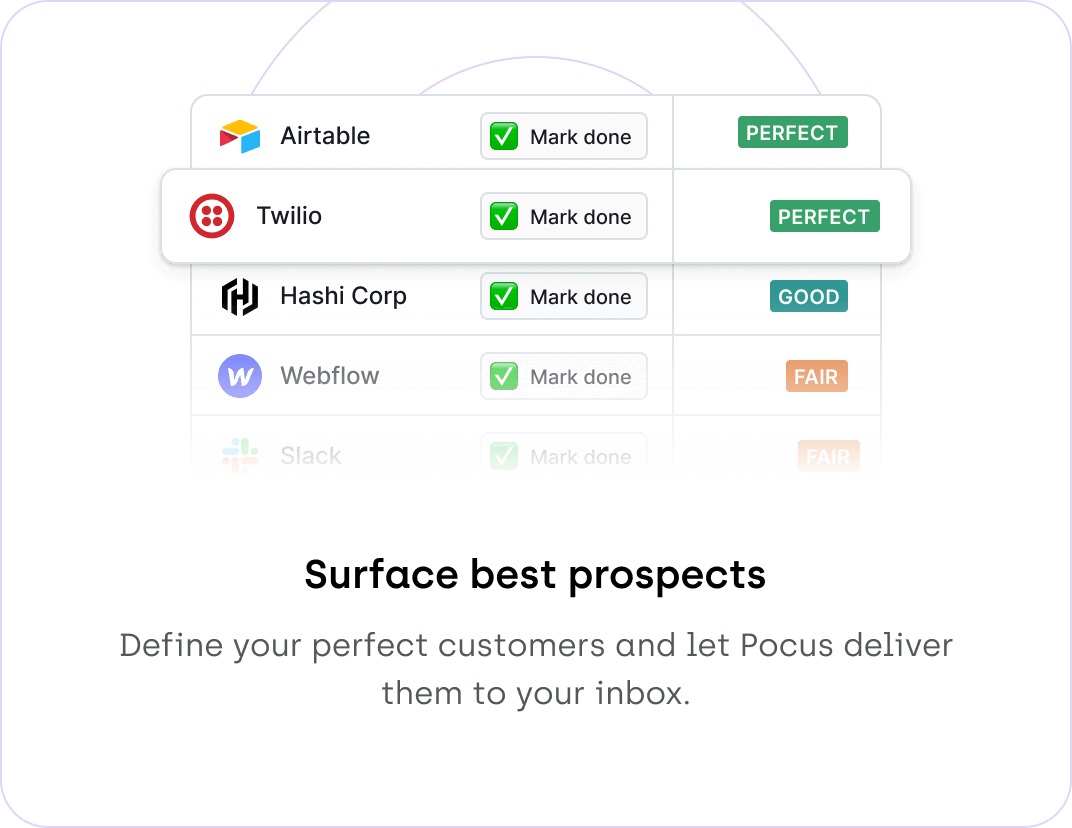 Airtable ✅ Mark done PERFECT
Twilio ✅ Mark done PERFECT
Hashi Corp ✅ Mark done GOOD
Webflow ✅ Mark done FAIR
Slack ✅ Mark done FAIR
Surface best prospects
Define your perfect customers and let Pocus deliver
them to your inbox.